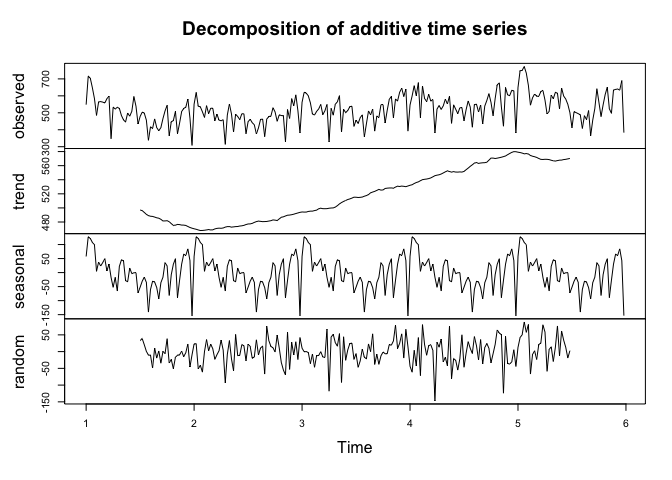 Decomposition of additive time series
observed
300 500 700
trend
480 520 560
seasonal
-150 -50 50
random
-150 -50 50
1 2 3 4 5 6
Time